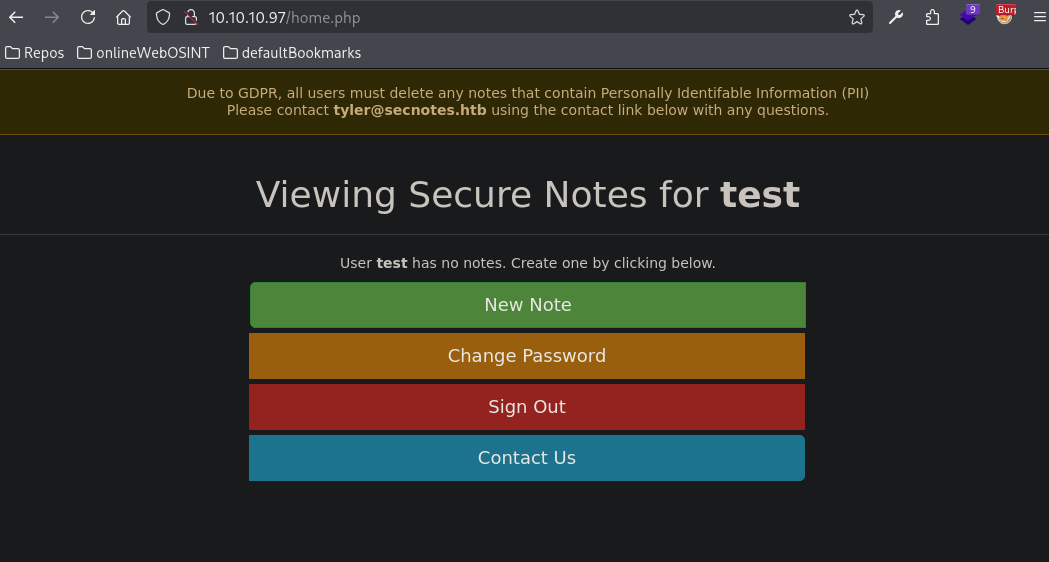 10.10.10.97/home.php
9
Burp
Repos onlineWebOSINT defaultBookmarks
Due to GDPR, all users must delete any notes that contain Personally Identifable Information (PII)
Please contact tyler@secnotes.htb using the contact link below with any questions.
Viewing Secure Notes for test
User test has no notes. Create one by clicking below.
New Note
Change Password
Sign Out
Contact Us